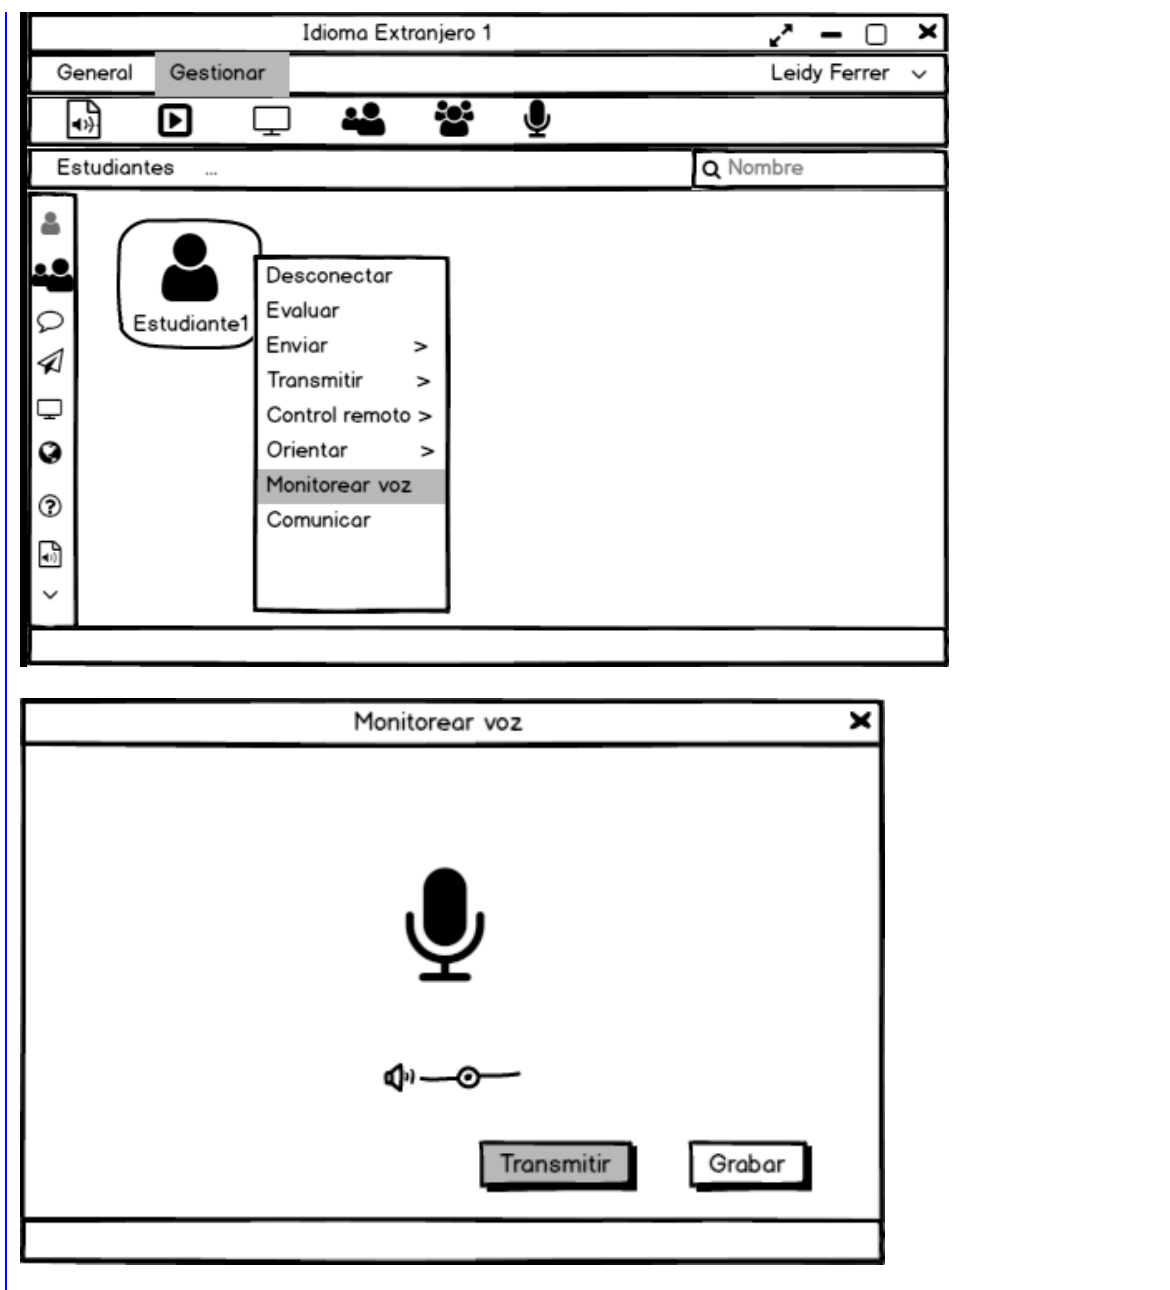 Idioma Extranjero 1
General Gestionar Leidy Ferrer
Estudiantes ... Nombre
Estudiante1
Desconectar
Evaluar
Enviar >
Transmitir >
Control remoto >
Orientar >
Monitorear voz
Comunicar
Monitorear voz
Transmitir Grabar